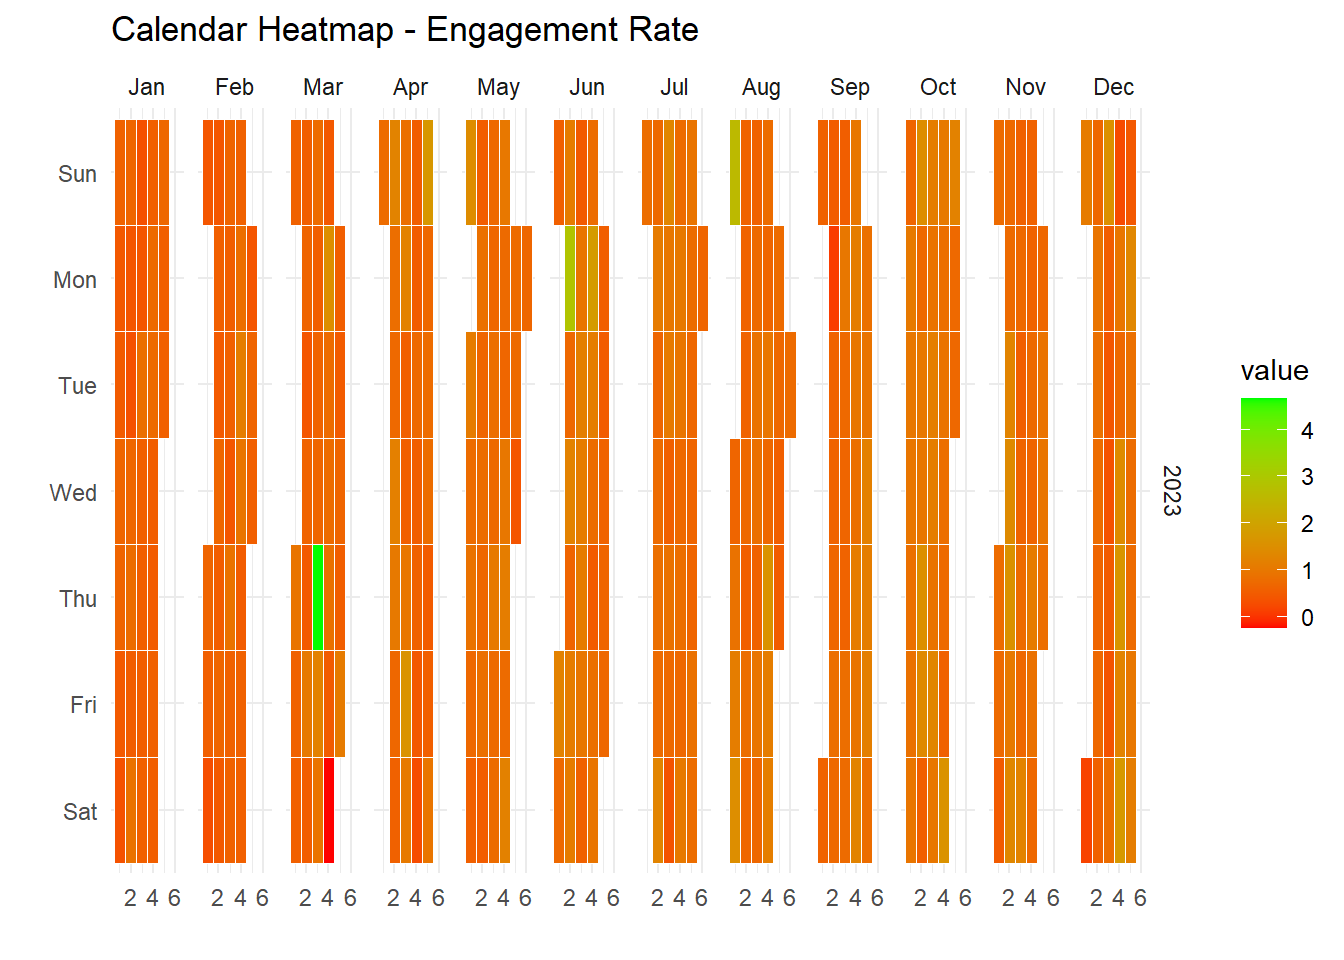 Calendar Heatmap - Engagement Rate
Jan Feb Mar Apr May Jun Jul Aug Sep Oct Nov Dec
Sun
Mon
Tue
Wed
Thu
Fri
Sat
2 4 6 2 4 6 2 4 6 2 4 6 2 4 6 2 4 6 2 4 6 2 4 6 2 4 6 2 4 6 2 4 6 2 4 6
2023
value
4
3
2
1
0